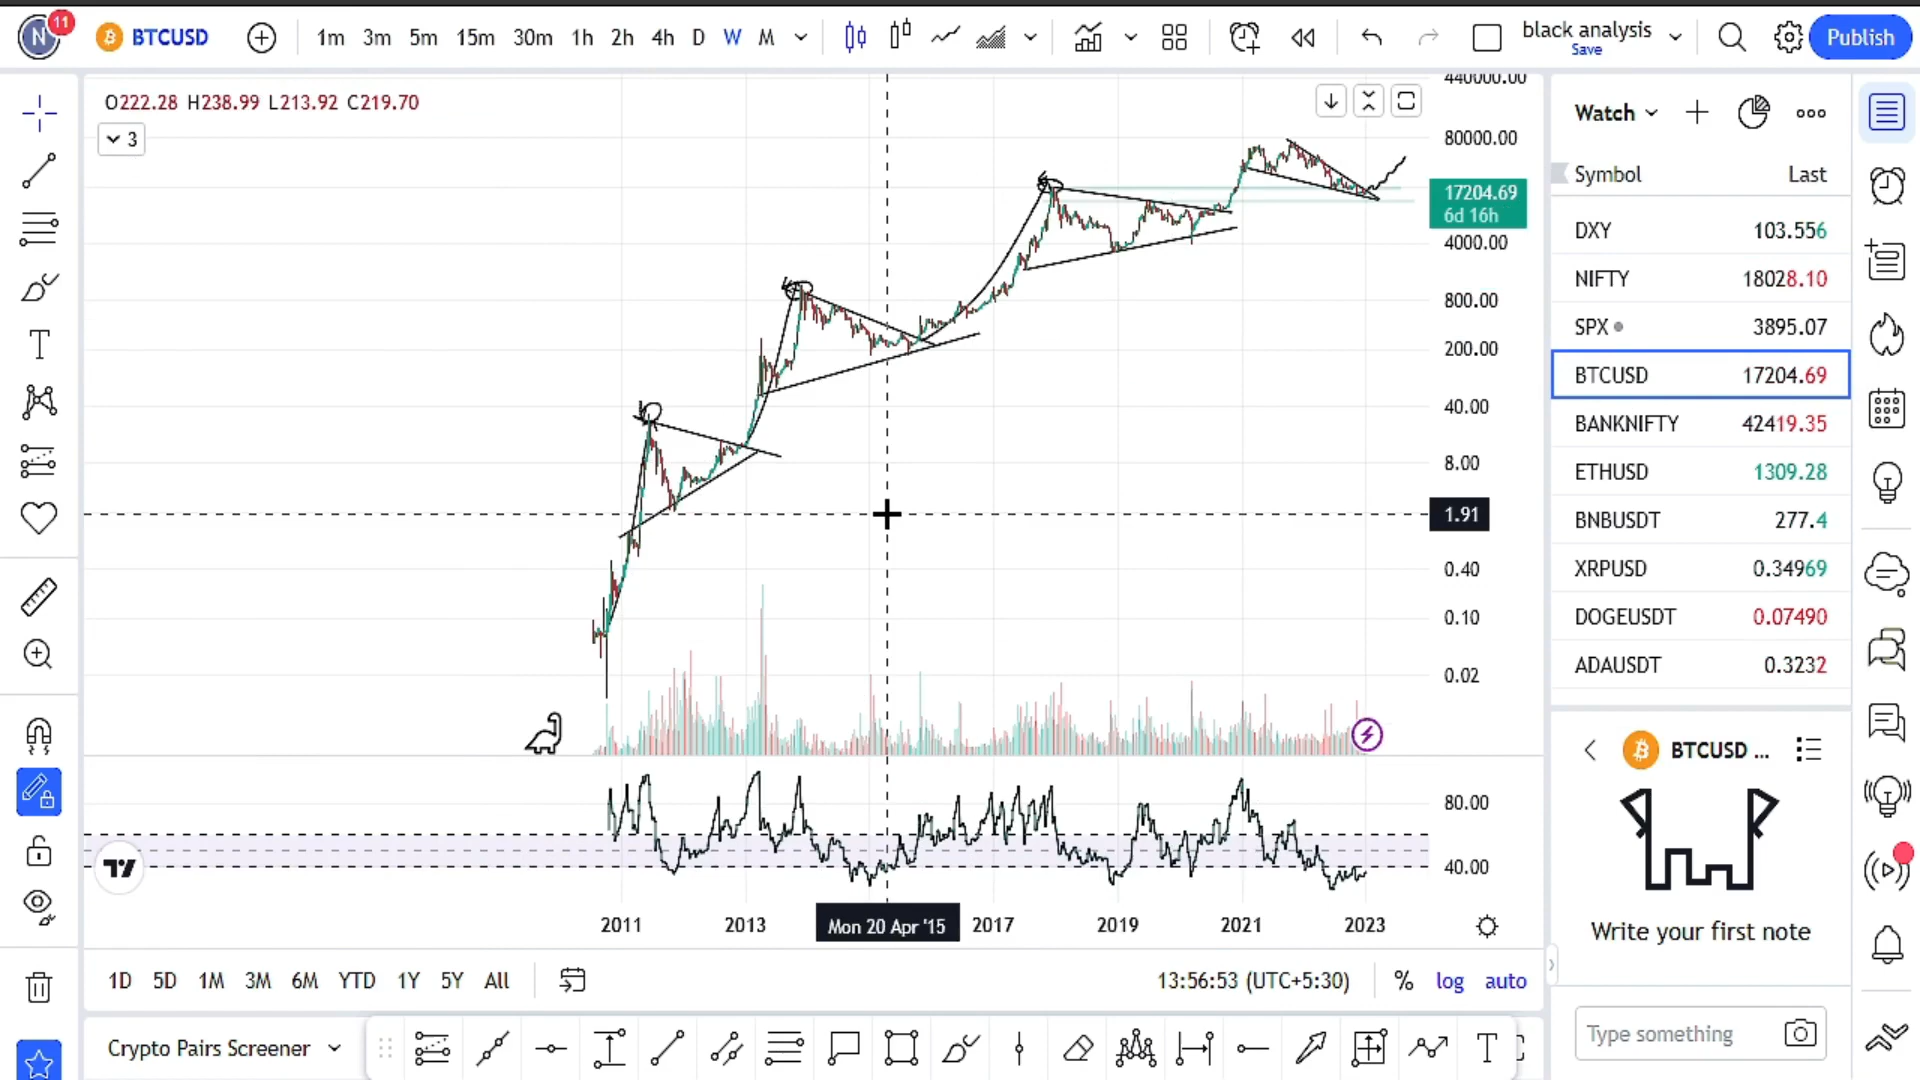 N 11 BTCUSD 1m 3m 5m 15m 30m 1h 2h 4h D W M black analysis Save Publish
O222.28 H238.99 L213.92 C219.70
3
440000.00
80000.00
17204.69
6d 16h
4000.00
800.00
200.00
40.00
8.00
1.91
0.40
0.10
0.02
80.00
40.00
2011 2013 Mon 20 Apr '15 2017 2019 2021 2023
1D 5D 1M 3M 6M YTD 1Y 5Y All 13:56:53 (UTC+5:30) % log auto
Crypto Pairs Screener
T
Watch
Symbol Last
DXY 103.556
NIFTY 18028.10
SPX 3895.07
BTCUSD 17204.69
BANKNIFTY 42419.35
ETHUSD 1309.28
BNBUSDT 277.4
XRPUSD 0.34969
DOGEUSDT 0.07490
ADAUSDT 0.3232
BTCUSD ...
Write your first note
Type something